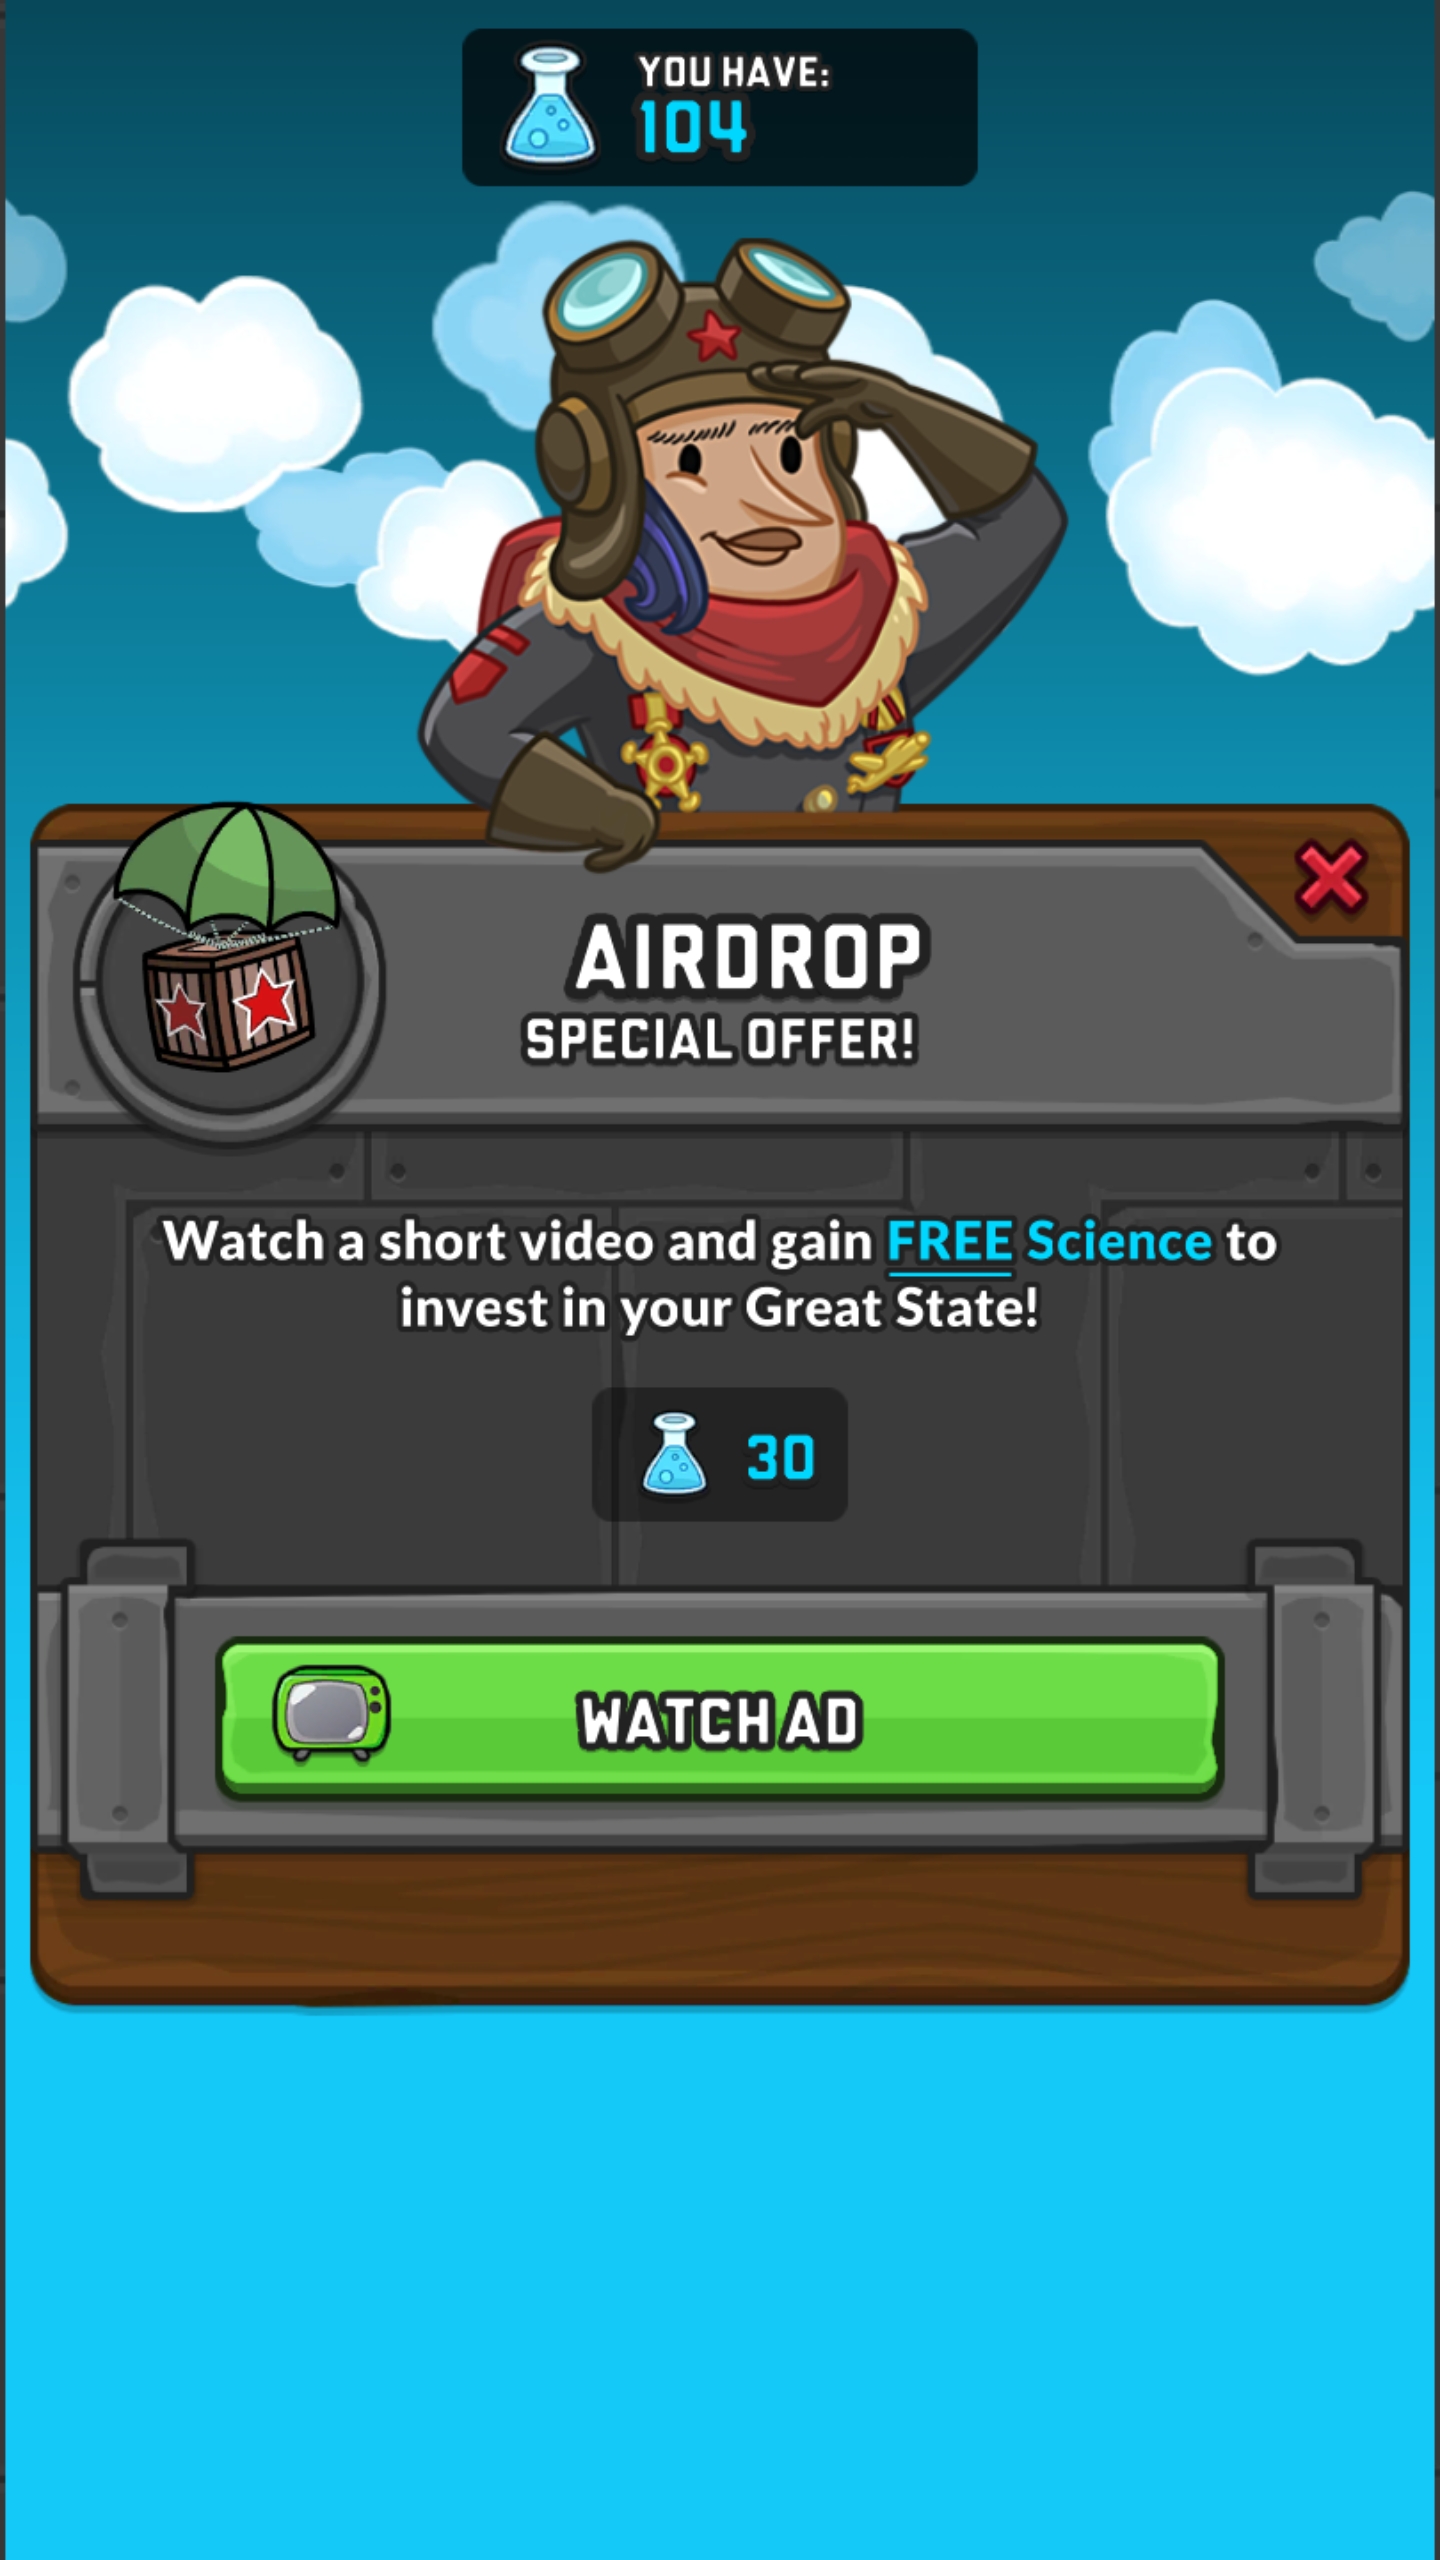 YOU HAVE:
104
AIRDROP
SPECIAL OFFER!
Watch a short video and gain FREE Science to
invest in your Great State!
30
WATCH AD